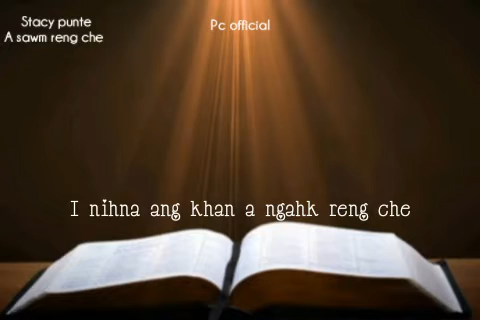 Stacy punte
A sawm reng che
Pc official
I nihna ang khan a ngahk reng che